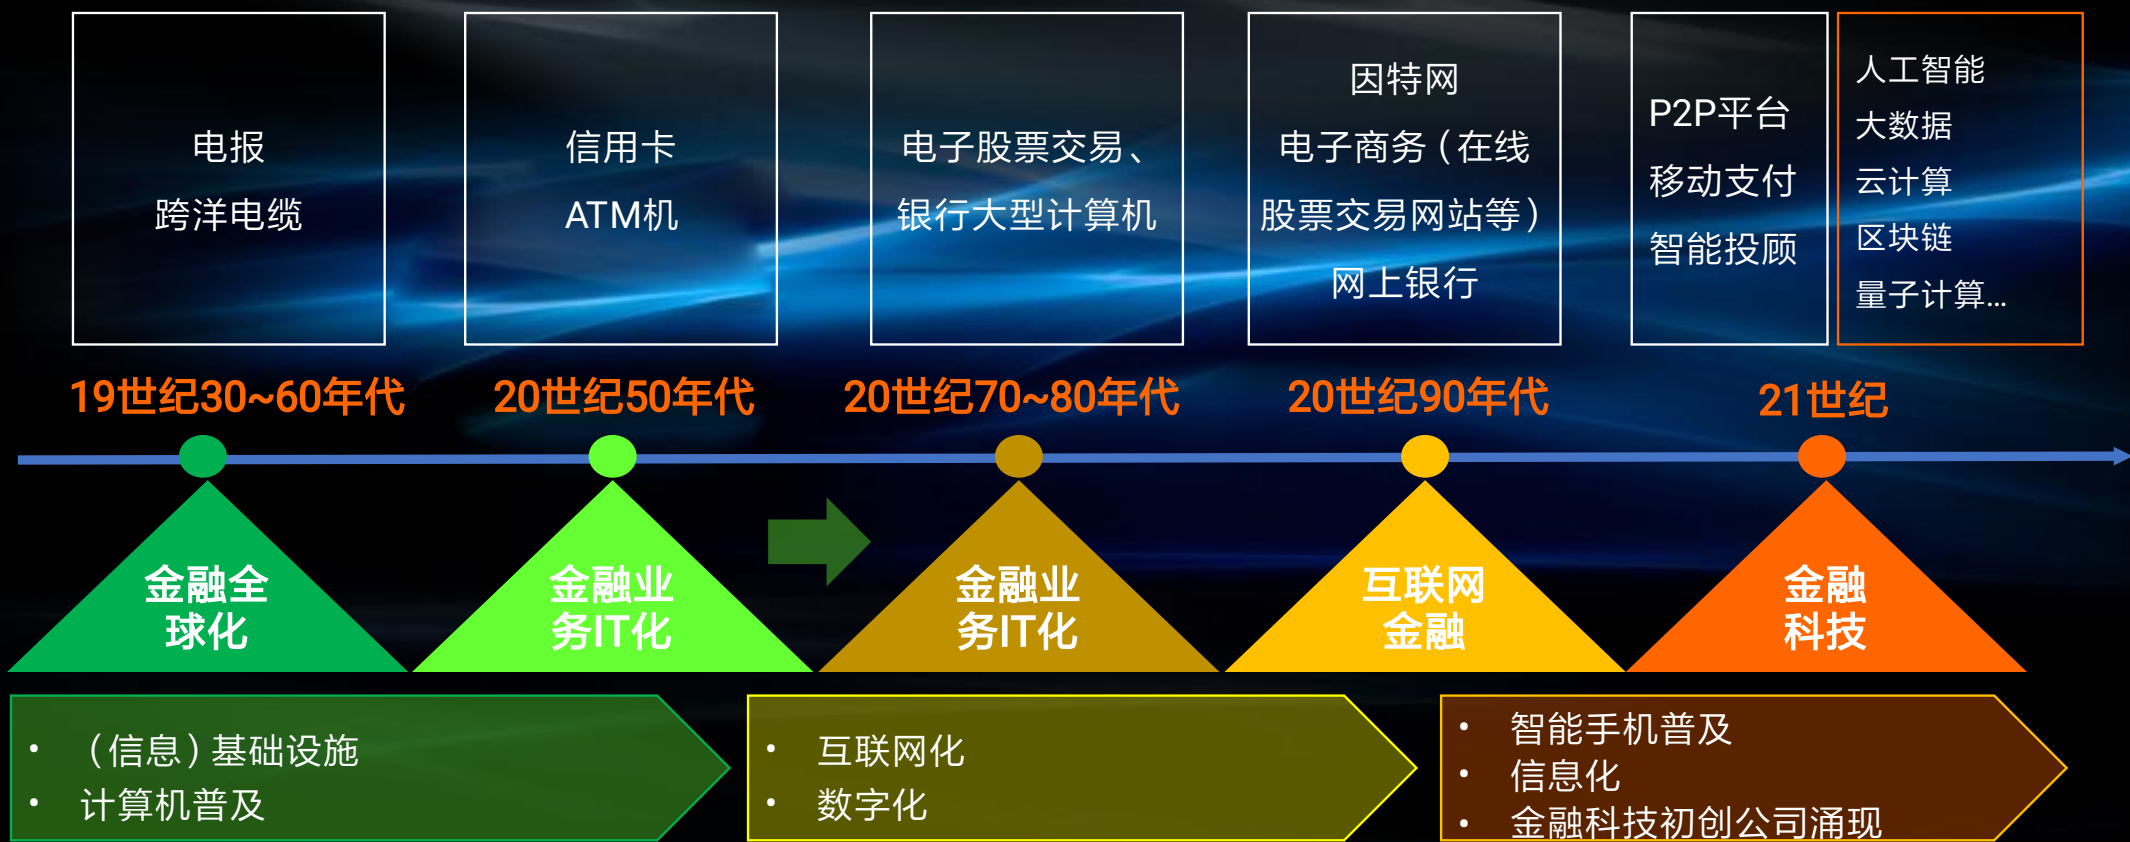 电报
跨洋电缆
信用卡
ATM机
电子股票交易、
银行大型计算机
因特网
电子商务（在线
股票交易网站等）
网上银行
P2P平台
移动支付
智能投顾
人工智能
大数据
云计算
区块链
量子计算...
19世纪30~60年代
20世纪50年代
20世纪70~80年代
20世纪90年代
21世纪
金融全
球化
金融业
务IT化
金融业
务IT化
互联网
金融
金融
科技
• （信息）基础设施
• 计算机普及
• 互联网化
• 数字化
• 智能手机普及
• 信息化
• 金融科技初创公司涌现